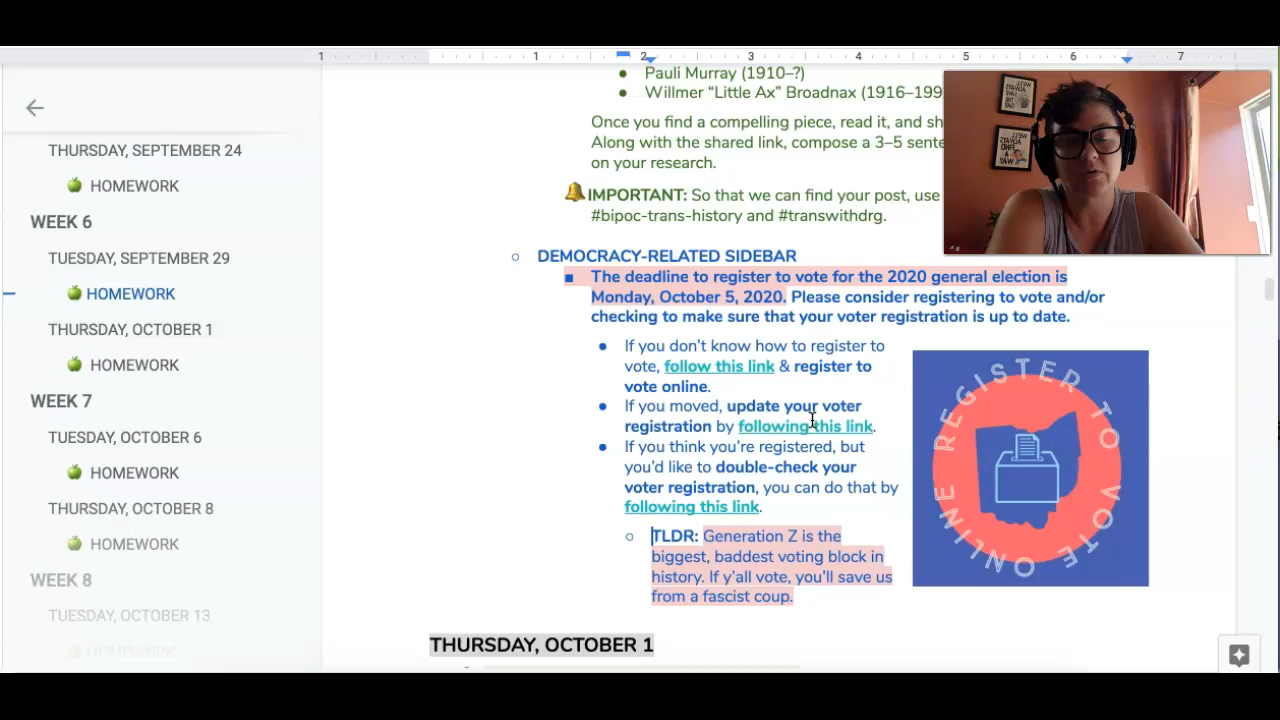 1 1 2 3 4 5 6 7
THURSDAY, SEPTEMBER 24
🍏 HOMEWORK
WEEK 6
TUESDAY, SEPTEMBER 29
🍏 HOMEWORK
THURSDAY, OCTOBER 1
🍏 HOMEWORK
WEEK 7
TUESDAY, OCTOBER 6
🍏 HOMEWORK
THURSDAY, OCTOBER 8
🍏 HOMEWORK
WEEK 8
TUESDAY, OCTOBER 13
● Pauli Murray (1910–?)
● Willmer “Little Ax” Broadnax (1916–199
Once you find a compelling piece, read it, and sh
Along with the shared link, compose a 3–5 sente
on your research.
🔔IMPORTANT: So that we can find your post, use
#bipoc-trans-history and #transwithdrg.
○ DEMOCRACY-RELATED SIDEBAR
■ The deadline to register to vote for the 2020 general election is
Monday, October 5, 2020. Please consider registering to vote and/or
checking to make sure that your voter registration is up to date.
● If you don’t know how to register to
vote, follow this link & register to
vote online.
● If you moved, update your voter
registration by following this link.
● If you think you’re registered, but
you’d like to double-check your
voter registration, you can do that by
following this link.
○ TLDR: Generation Z is the
biggest, baddest voting block in
history. If y’all vote, you’ll save us
from a fascist coup.
REGISTER TO VOTE ONLINE
THURSDAY, OCTOBER 1